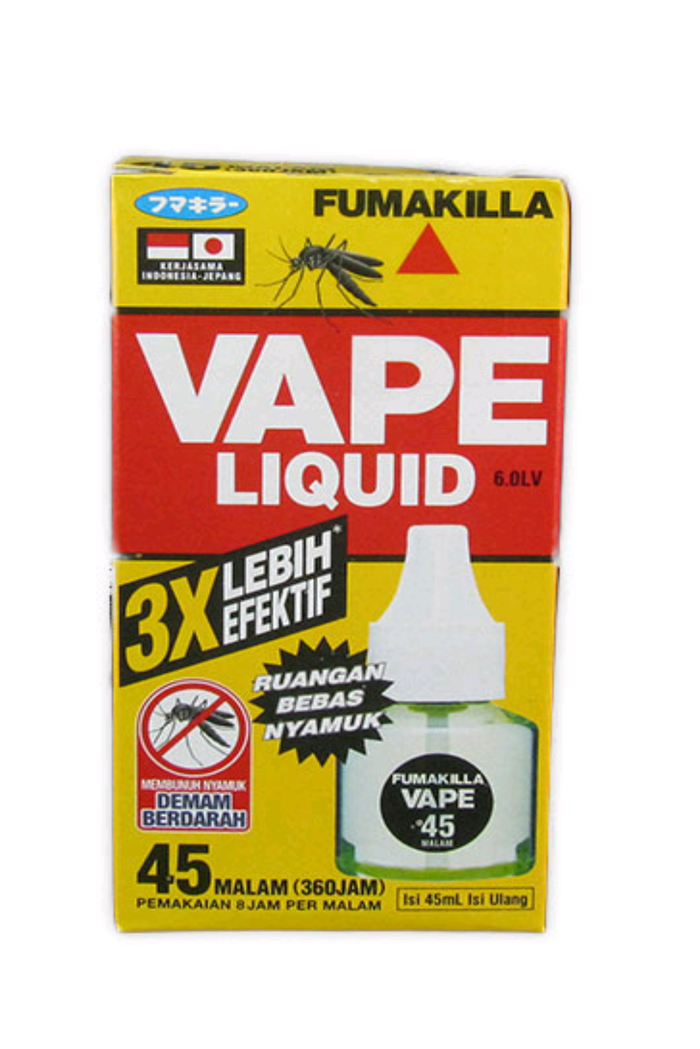 フマキラー
FUMAKILLA
KERJASAMA
INDONESIA-JEPANG
VAPE
LIQUID
6.0LV
3X LEBIH*
EFEKTIF
RUANGAN
BEBAS
NYAMUK
MEMBUNUH NYAMUK
DEMAM
BERDARAH
FUMAKILLA
VAPE
45
MALAM
45 MALAM (360JAM)
PEMAKAIAN 8 JAM PER MALAM
Isi 45mL Isi Ulang